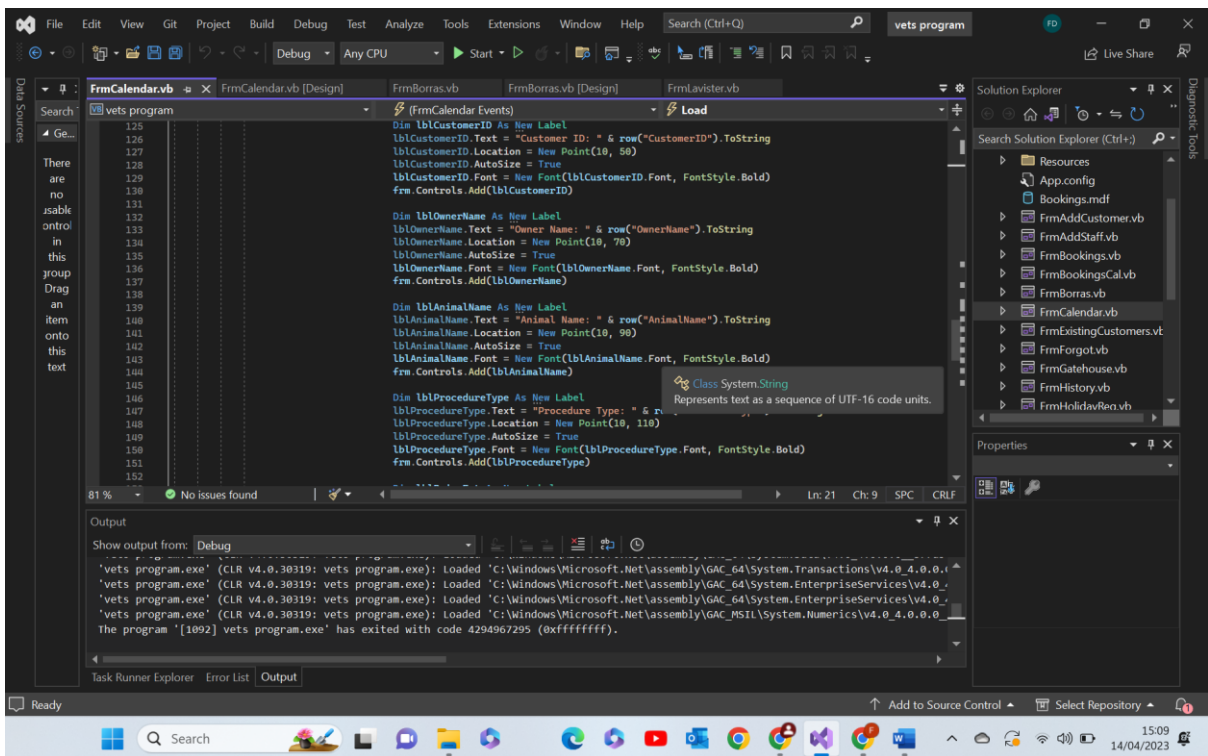 File Edit View Git Project Build Debug Test Analyze Tools Extensions Window Help Search (Ctrl+Q) vets program FD
Debug Any CPU Start Live Share
Data Sources
FrmCalendar.vb FrmCalendar.vb [Design] FrmBorras.vb FrmBorras.vb [Design] FrmLavister.vb
vets program (FrmCalendar Events) Load
Search
Ge...
There
are
no
usable
ontrol
in
this
group
Drag
an
item
onto
this
text
125 Dim lblCustomerID As New Label
126 lblCustomerID.Text = "Customer ID: " & row("CustomerID").ToString
127 lblCustomerID.Location = New Point(10, 50)
128 lblCustomerID.AutoSize = True
129 lblCustomerID.Font = New Font(lblCustomerID.Font, FontStyle.Bold)
130 frm.Controls.Add(lblCustomerID)
131
132 Dim lblOwnerName As New Label
133 lblOwnerName.Text = "Owner Name: " & row("OwnerName").ToString
134 lblOwnerName.Location = New Point(10, 70)
135 lblOwnerName.AutoSize = True
136 lblOwnerName.Font = New Font(lblOwnerName.Font, FontStyle.Bold)
137 frm.Controls.Add(lblOwnerName)
138
139 Dim lblAnimalName As New Label
140 lblAnimalName.Text = "Animal Name: " & row("AnimalName").ToString
141 lblAnimalName.Location = New Point(10, 90)
142 lblAnimalName.AutoSize = True
143 lblAnimalName.Font = New Font(lblAnimalName.Font, FontStyle.Bold)
144 frm.Controls.Add(lblAnimalName)
145
146 Dim lblProcedureType As New Label
147 lblProcedureType.Text = "Procedure Type: " &
148 lblProcedureType.Location = New Point(10, 110)
149 lblProcedureType.AutoSize = True
150 lblProcedureType.Font = New Font(lblProcedureType.Font, FontStyle.Bold)
151 frm.Controls.Add(lblProcedureType)
152
Class System.String
Represents text as a sequence of UTF-16 code units.
81 % No issues found Ln: 21 Ch: 9 SPC CRLF
Solution Explorer
Search Solution Explorer (Ctrl+;)
Resources
App.config
Bookings.mdf
FrmAddCustomer.vb
FrmAddStaff.vb
FrmBookings.vb
FrmBookingsCal.vb
FrmBorras.vb
FrmCalendar.vb
FrmExistingCustomers.vb
FrmForgot.vb
FrmGatehouse.vb
FrmHistory.vb
FrmHolidayReq.vb
Diagnostic Tools
Properties
Output
Show output from: Debug
'vets program.exe' (CLR v4.0.30319: vets program.exe): Loaded 'C:\Windows\Microsoft.Net\assembly\GAC_64\System.Transactions\v4.0_4.0.0.
'vets program.exe' (CLR v4.0.30319: vets program.exe): Loaded 'C:\Windows\Microsoft.Net\assembly\GAC_64\System.EnterpriseServices\v4.0_
'vets program.exe' (CLR v4.0.30319: vets program.exe): Loaded 'C:\Windows\Microsoft.Net\assembly\GAC_64\System.EnterpriseServices\v4.0_
'vets program.exe' (CLR v4.0.30319: vets program.exe): Loaded 'C:\Windows\Microsoft.Net\assembly\GAC_MSIL\System.Numerics\v4.0_4.0.0.0_
The program '[1092] vets program.exe' has exited with code 4294967295 (0xffffffff).
Task Runner Explorer Error List Output
Ready Add to Source Control Select Repository 1
Search 15:09
14/04/2023